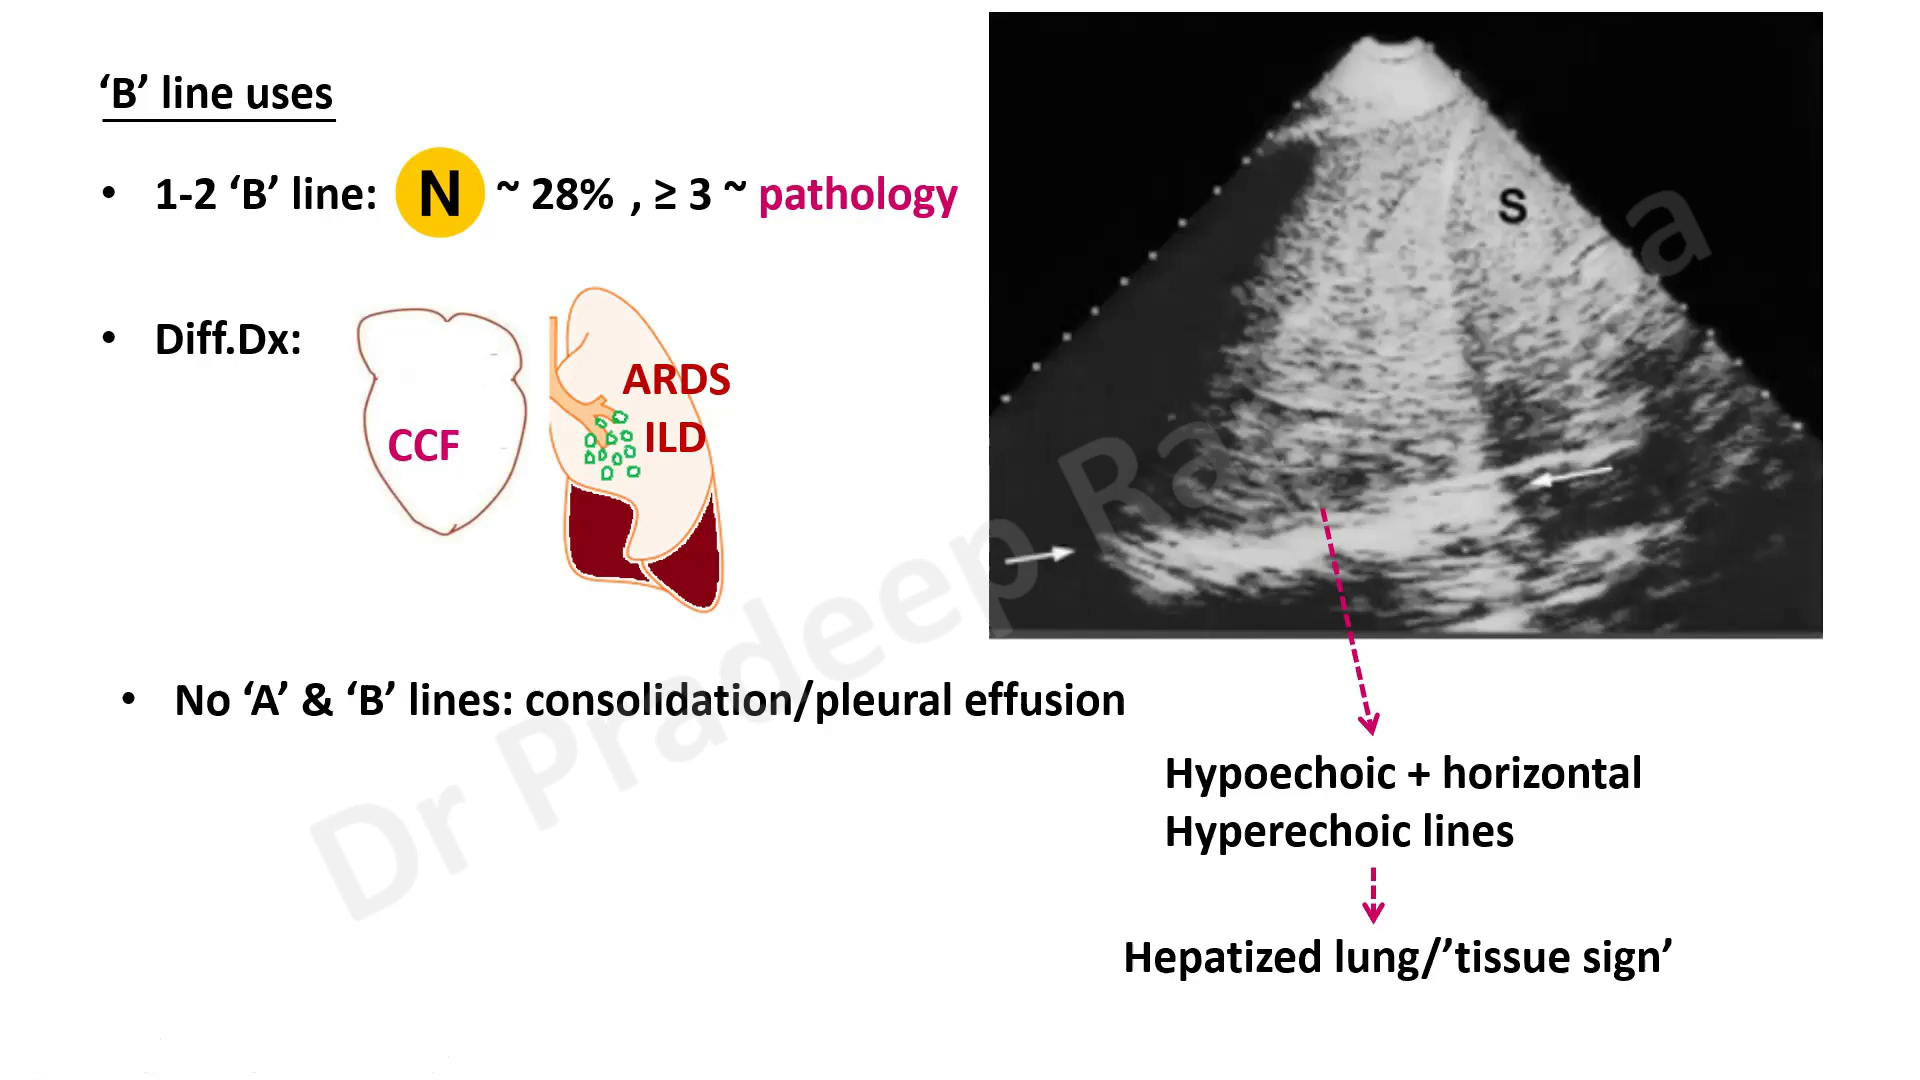 ‘B’ line uses
• 1-2 ‘B’ line: N ~ 28% , ≥ 3 ~ pathology
• Diff.Dx:
CCF
ARDS
ILD
S
• No ‘A’ & ‘B’ lines: consolidation/pleural effusion
Hypoechoic + horizontal
Hyperechoic lines
Hepatized lung/’tissue sign’
Dr Pradeep